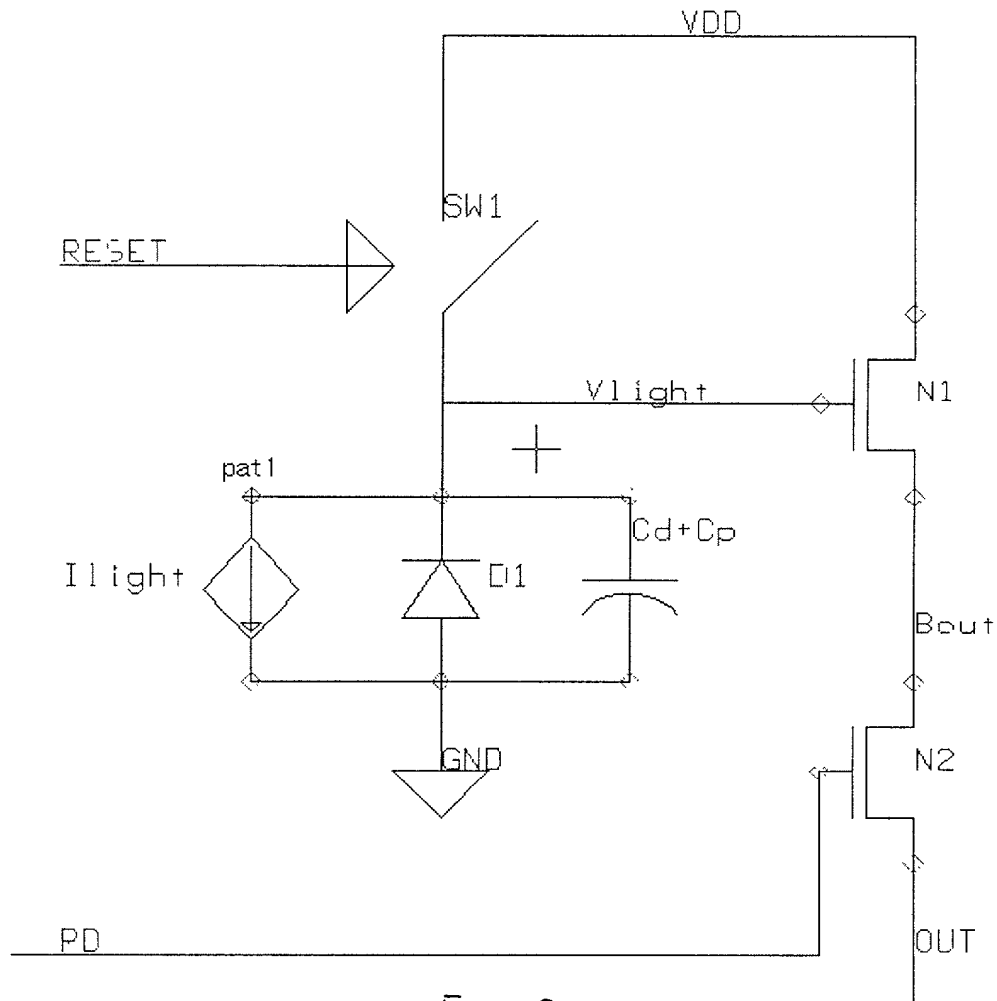 VDD
SW1
RESET
Vlight
N1
pat1
Cd+Cp
Ilight
D1
Bout
GND
N2
PD
OUT